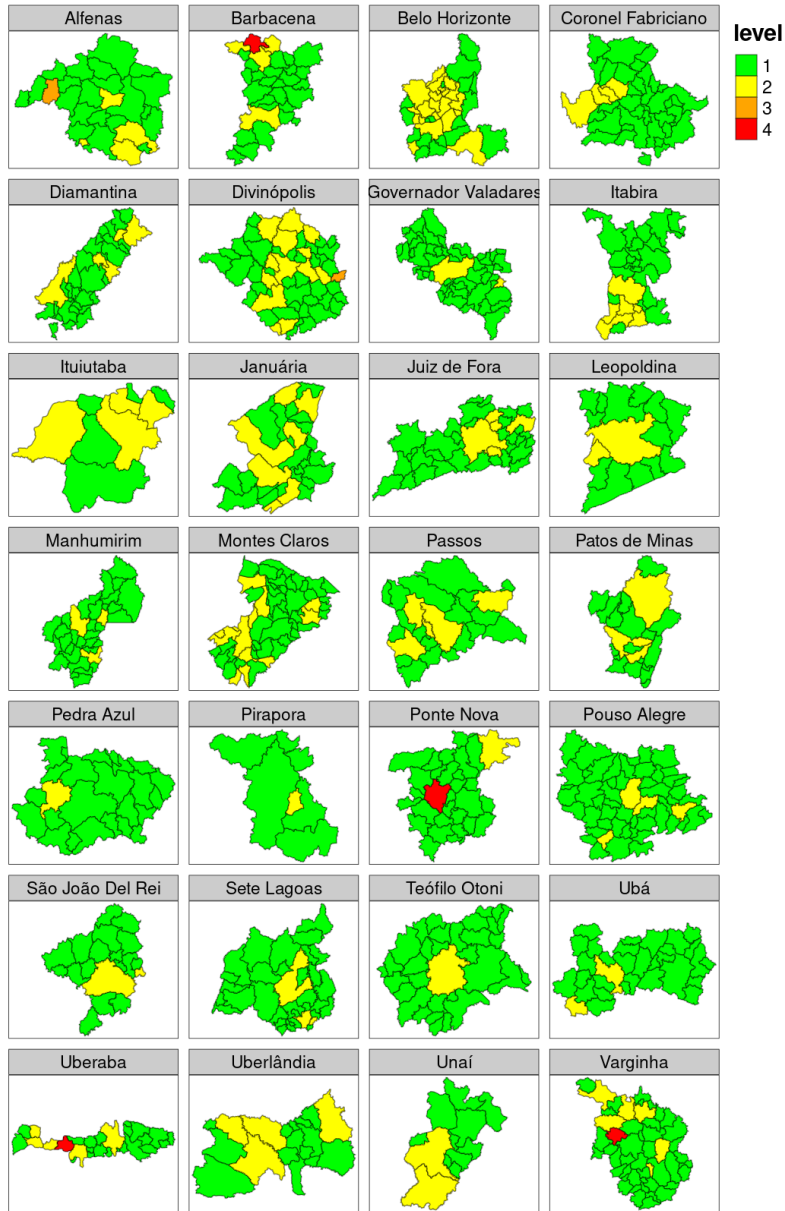 Alfenas
Barbacena
Belo Horizonte
Coronel Fabriciano
level
1
2
3
4
Diamantina
Divinópolis
Governador Valadares
Itabira
Ituiutaba
Januária
Juiz de Fora
Leopoldina
Manhumirim
Montes Claros
Passos
Patos de Minas
Pedra Azul
Pirapora
Ponte Nova
Pouso Alegre
São João Del Rei
Sete Lagoas
Teófilo Otoni
Ubá
Uberaba
Uberlândia
Unaí
Varginha